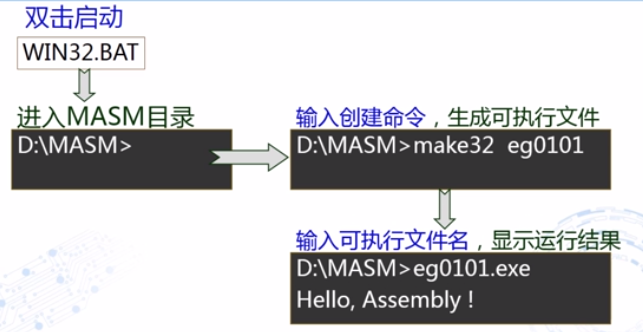 双击启动
WIN32.BAT
进入MASM目录
D:\MASM>
输入创建命令，生成可执行文件
D:\MASM>make32 eg0101
输入可执行文件名，显示运行结果
D:\MASM>eg0101.exe
Hello, Assembly !